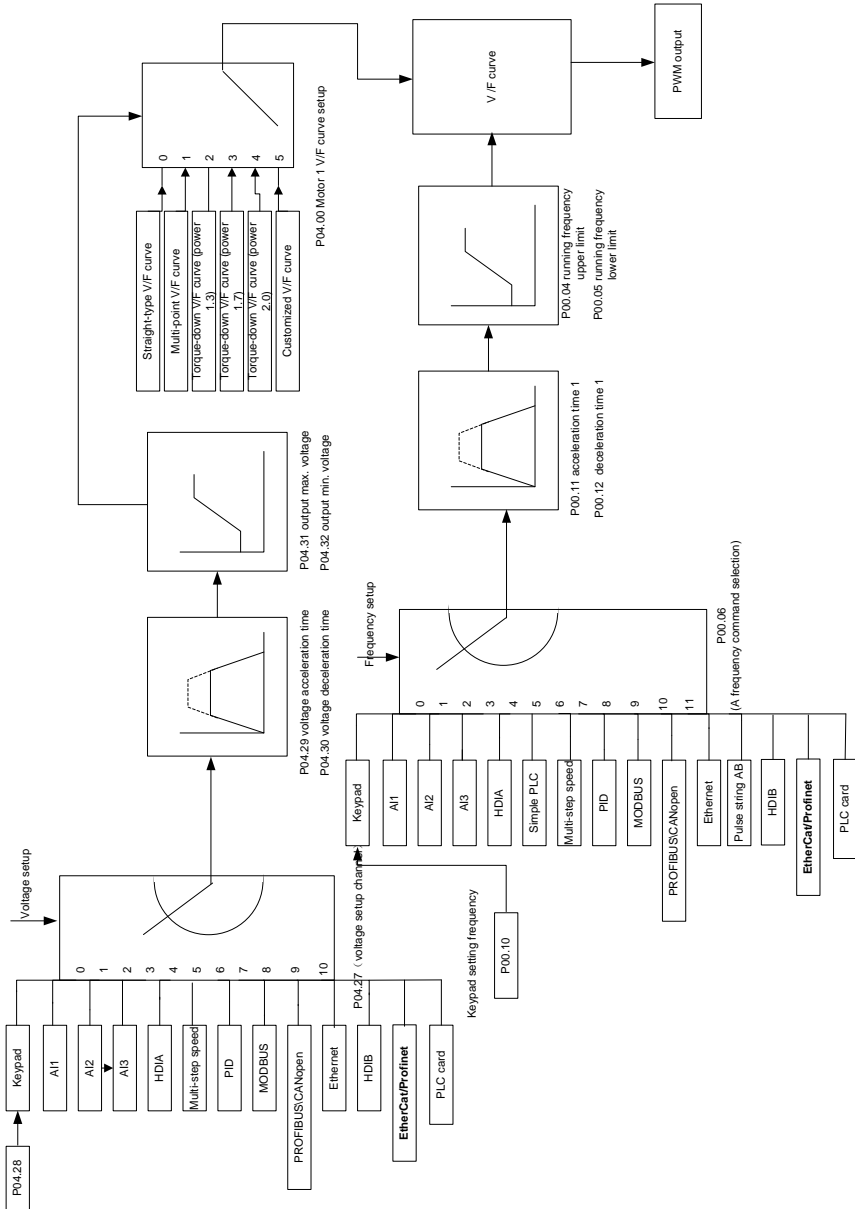 P04.28
Keypad
AI1
AI2
AI3
HDIA
Multi-step speed
PID
MODBUS
PROFIBUS\CANopen
Ethernet
HDIB
EtherCat/Profinet
PLC card
0
1
2
3
4
5
6
7
8
9
10
Voltage setup
P04.27（voltage setup channel
P04.29 voltage acceleration time
P04.30 voltage deceleration time
P04.31 output max. voltage
P04.32 output min. voltage
Straight-type V/F curve
Multi-point V/F curve
Torque-down V/F curve (power
1.3)
Torque-down V/F curve (power
1.7)
Torque-down V/F curve (power
2.0)
Customized V/F curve
0
1
2
3
4
5
P04.00 Motor 1 V/F curve setup
Keypad setting frequency
P00.10
Keypad
AI1
AI2
AI3
HDIA
Simple PLC
Multi-step speed
PID
MODBUS
PROFIBUS\CANopen
Ethernet
Pulse string AB
HDIB
EtherCat/Profinet
PLC card
0
1
2
3
4
5
6
7
8
9
10
11
Frequency setup
P00.06
(A frequency command selection)
P00.11 acceleration time 1
P00.12 deceleration time 1
P00.04 running frequency
upper limit
P00.05 running frequency
lower limit
V /F curve
PWM output